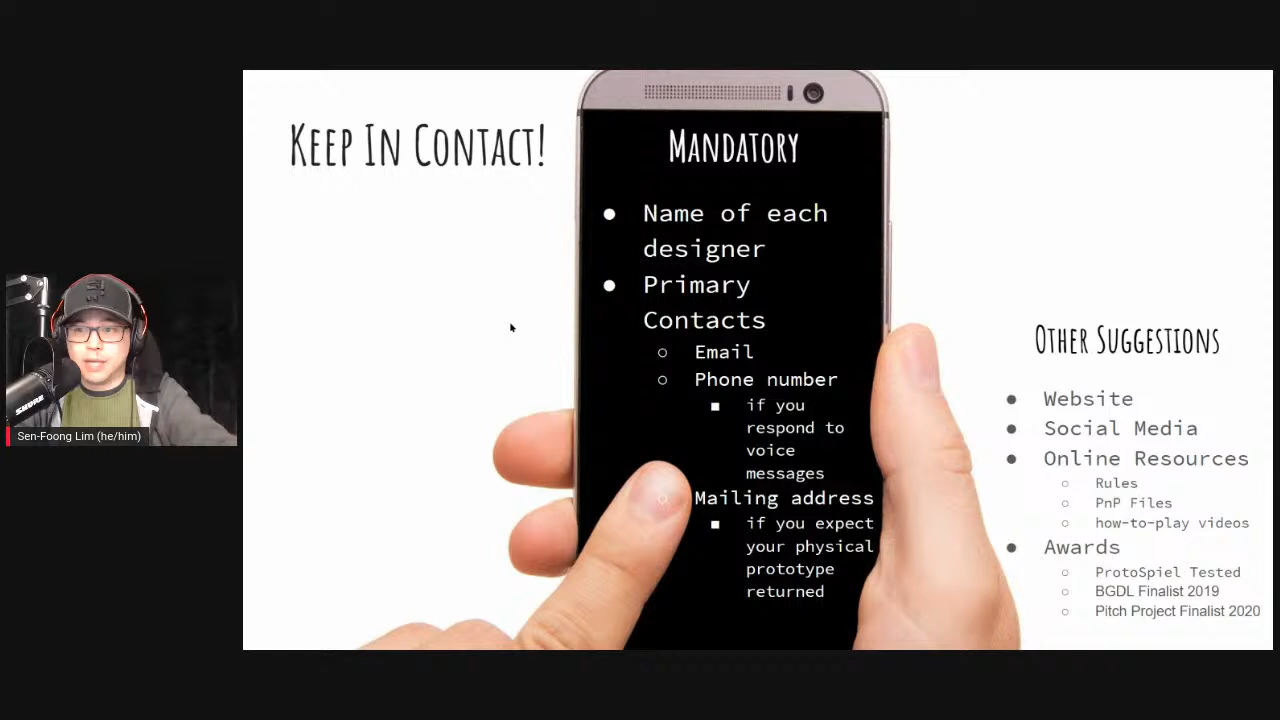 Keep In Contact!
Mandatory
Name of each
designer
Primary
Contacts
Email
Phone number
if you
respond to
voice
messages
Mailing address
if you expect
your physical
prototype
returned
Other Suggestions
Website
Social Media
Online Resources
Rules
PnP Files
how-to-play videos
Awards
ProtoSpiel Tested
BGDL Finalist 2019
Pitch Project Finalist 2020
SHURE
Sen-Foong Lim (he/him)